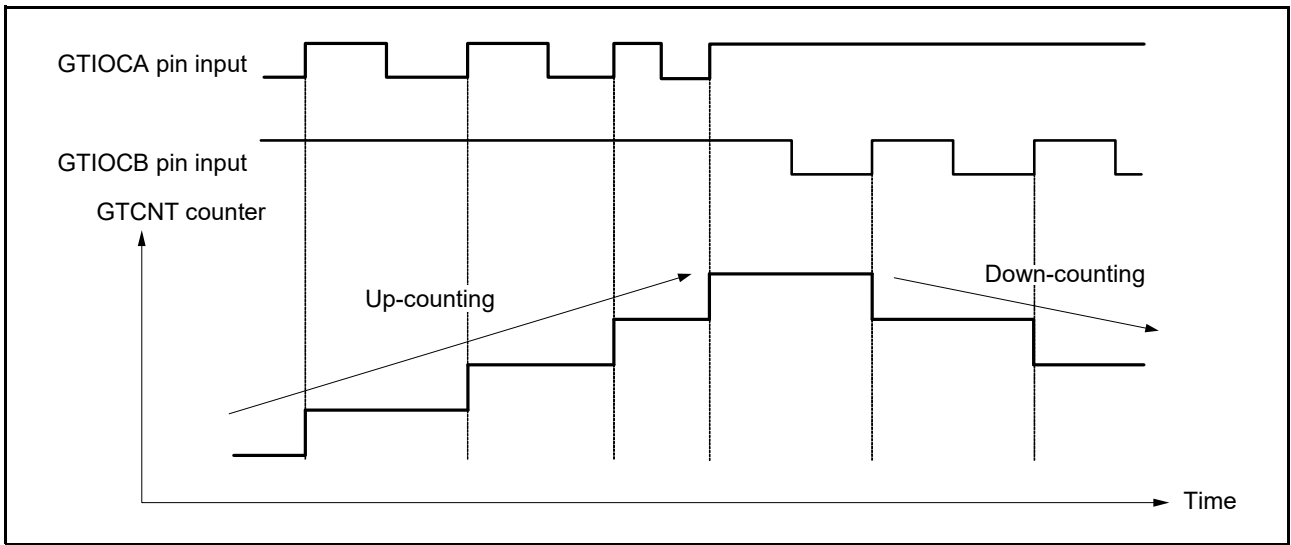 GTIOCA pin input
GTIOCB pin input
GTCNT counter
Up-counting
Down-counting
Time